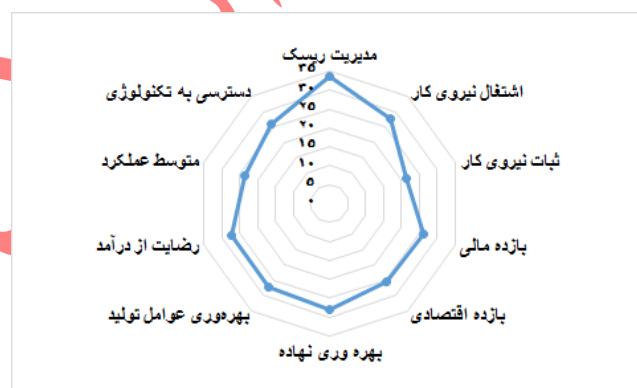 مدیریت ریسک
اشتغال نیروی کار
ثبات نیروی کار
بازده مالی
بازده اقتصادی
بهره وری نهاده
بهره‌وری عوامل تولید
رضایت از درآمد
متوسط عملکرد
دسترسی به تکنولوژی
۳۵
۳۰
۲۵
۲۰
۱۵
۱۰
۵
۰